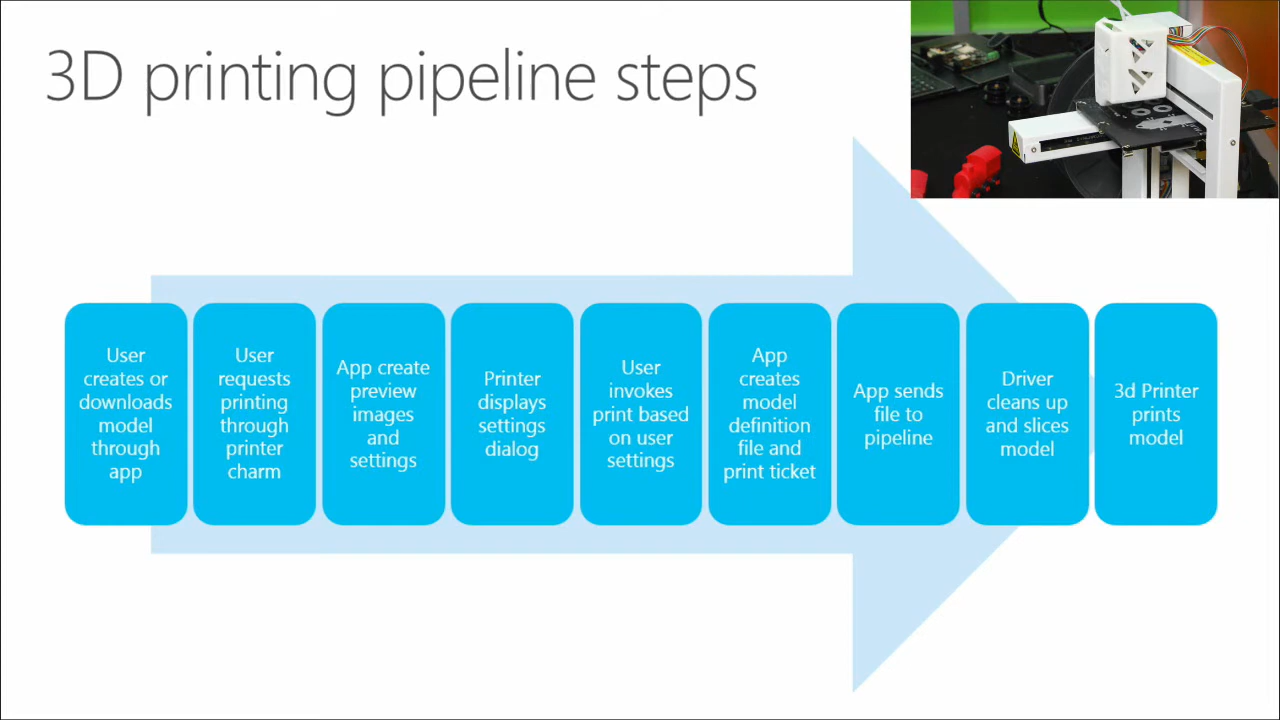 3D printing pipeline steps
User
creates or
downloads
model
through
app
User
requests
printing
through
printer
charm
App create
preview
images
and
settings
Printer
displays
settings
dialog
User
invokes
print based
on user
settings
App
creates
model
definition
file and
print ticket
App sends
file to
pipeline
Driver
cleans up
and slices
model
3d Printer
prints
model